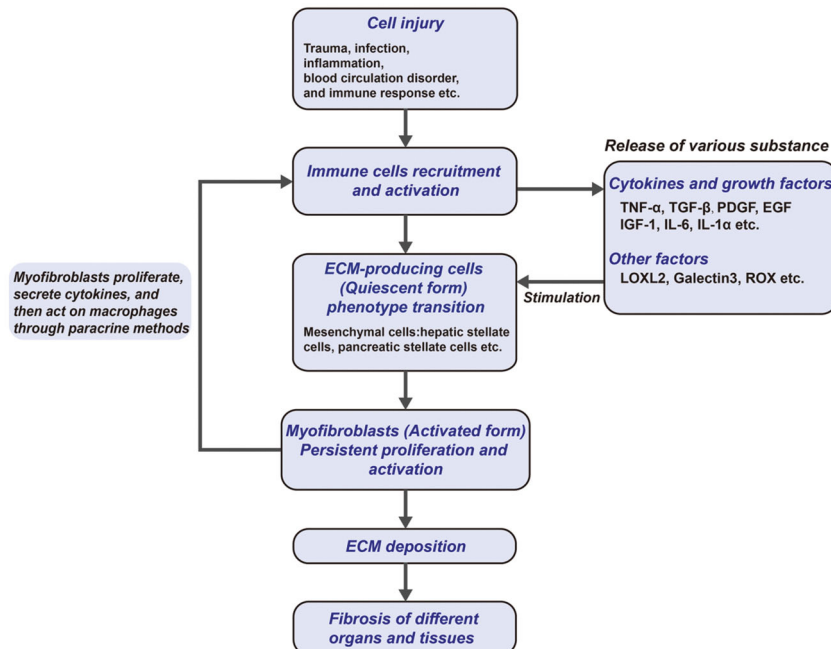 Cell injury
Trauma, infection,
inflammation,
blood circulation disorder,
and immune response etc.
Immune cells recruitment
and activation
Release of various substance
Cytokines and growth factors
TNF-α, TGF-β, PDGF, EGF
IGF-1, IL-6, IL-1α etc.
Other factors
LOXL2, Galectin3, ROX etc.
Stimulation
ECM-producing cells
(Quiescent form)
phenotype transition
Mesenchymal cells:hepatic stellate
cells, pancreatic stellate cells etc.
Myofibroblasts proliferate,
secrete cytokines, and
then act on macrophages
through paracrine methods
Myofibroblasts (Activated form)
Persistent proliferation and
activation
ECM deposition
Fibrosis of different
organs and tissues